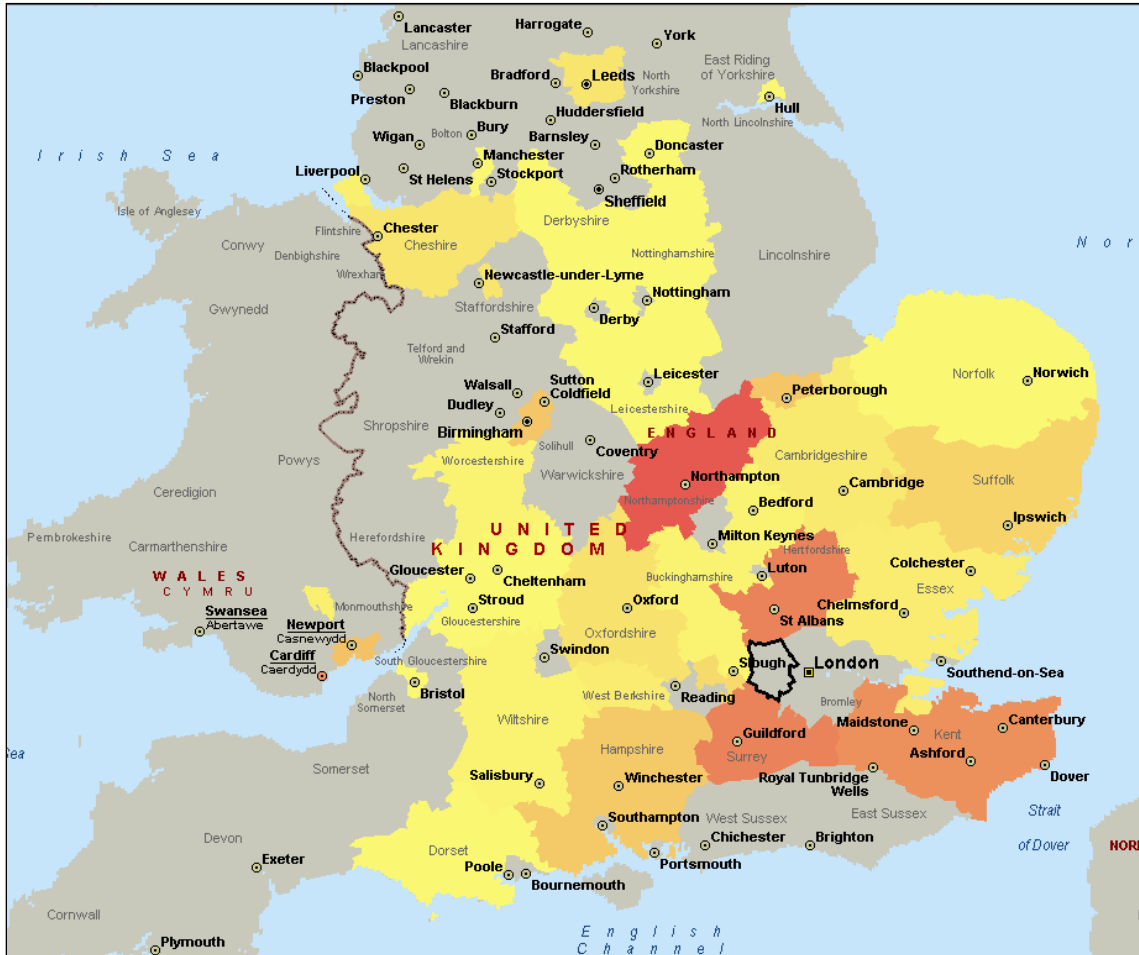 Lancaster
Lancashire
Harrogate
York
East Riding
of Yorkshire
Blackpool
Preston
Blackburn
Bradford
Leeds
North
Yorkshire
Hull
Huddersfield
North Lincolnshire
Irish Sea
Wigan
Bolton
Bury
Barnsley
Doncaster
Manchester
Liverpool
St Helens
Stockport
Rotherham
Sheffield
Isle of Anglesey
Derbyshire
Flintshire
Chester
Cheshire
Conwy
Denbighshire
Wrexham
Nottinghamshire
Lincolnshire
Nor
Newcastle-under-Lyme
Gwynedd
Staffordshire
Nottingham
Derby
Stafford
Telford and
Wrekin
Leicester
Norfolk
Norwich
Walsall
Sutton
Coldfield
Peterborough
Dudley
Leicestershire
Shropshire
Birmingham
ENGLAND
Solihull
Coventry
Powys
Worcestershire
Warwickshire
Cambridgeshire
Ceredigion
Northampton
Northamptonshire
Cambridge
Suffolk
Bedford
Ipswich
Pembrokeshire
Carmarthenshire
Herefordshire
UNITED
KINGDOM
Milton Keynes
Hertfordshire
WALES
CYMRU
Gloucester
Cheltenham
Buckinghamshire
Luton
Colchester
Essex
Swansea
Abertawe
Monmouthshire
Stroud
Gloucestershire
Oxford
Oxfordshire
St Albans
Chelmsford
Newport
Casnewydd
Cardiff
Caerdydd
South Gloucestershire
Swindon
Slough
London
Southend-on-Sea
Bristol
North
Somerset
West Berkshire
Reading
Bromley
Wiltshire
Maidstone
Canterbury
Kent
Sea
Hampshire
Guildford
Surrey
Ashford
Somerset
Salisbury
Winchester
Royal Tunbridge
Wells
Dover
Southampton
West Sussex
East Sussex
Strait
of Dover
Devon
Dorset
Chichester
Brighton
NORD
Exeter
Poole
Bournemouth
Portsmouth
Cornwall
English
Channel
Plymouth